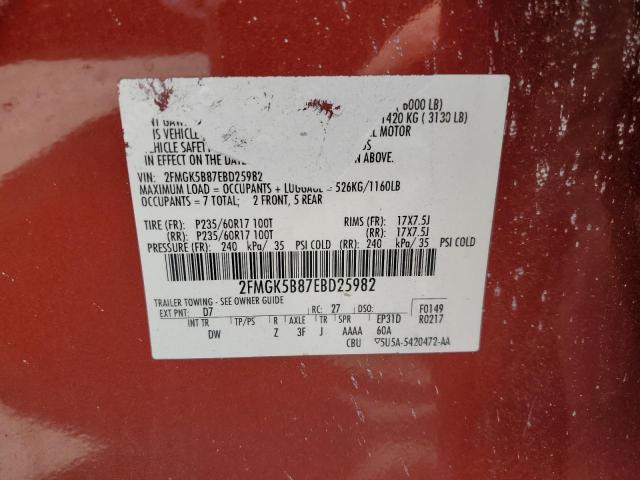 (6000 LB)
1420 KG ( 3130 LB)
IS VEHICLE MOTOR
VEHICLE SAFETY
IN EFFECT ON THE DATE N ABOVE.
VIN: 2FMGK5B87EBD25982
MAXIMUM LOAD = OCCUPANTS + LUGGAGE = 526KG/1160LB
OCCUPANTS = 7 TOTAL; 2 FRONT, 5 REAR
TIRE (FR): P235/60R17 100T RIMS (FR): 17X7.5J
(RR): P235/60R17 100T (RR): 17X7.5J
PRESSURE (FR): 240 kPa/ 35 PSI COLD (RR): 240 kPa/ 35 PSI COLD
2FMGK5B87EBD25982
TRAILER TOWING - SEE OWNER GUIDE
EXT PNT: D7 RC: 27 DSO: F0149
INT TR TP/PS R AXLE TR SPR EP31D R0217
DW Z 3F J AAAA 60A
CBU 5U5A-5420472-AA